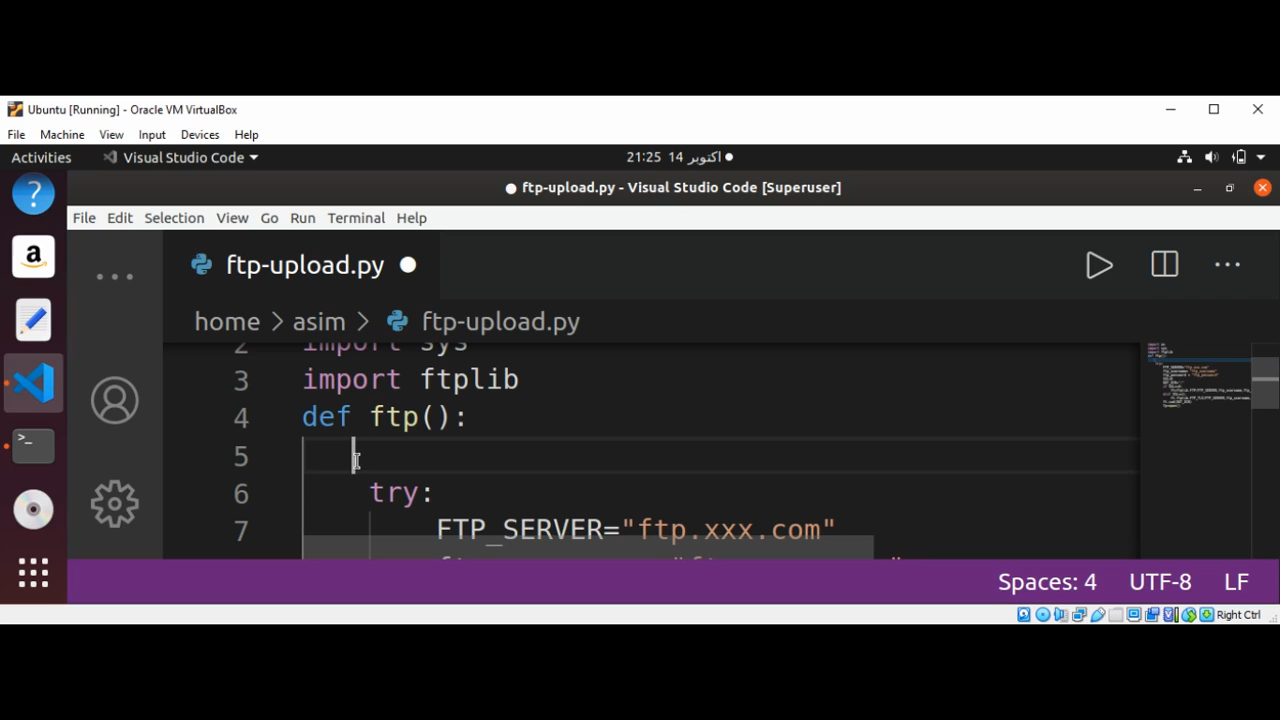 Ubuntu [Running] - Oracle VM VirtualBox
File Machine View Input Devices Help
Activities Visual Studio Code 21:25 14 اکتوبر
ftp-upload.py - Visual Studio Code [Superuser]
File Edit Selection View Go Run Terminal Help
ftp-upload.py
home > asim > ftp-upload.py
2 import sys
3 import ftplib
4 def ftp():
5
6 try:
7 FTP_SERVER="ftp.xxx.com"
Spaces: 4 UTF-8 LF
Right Ctrl